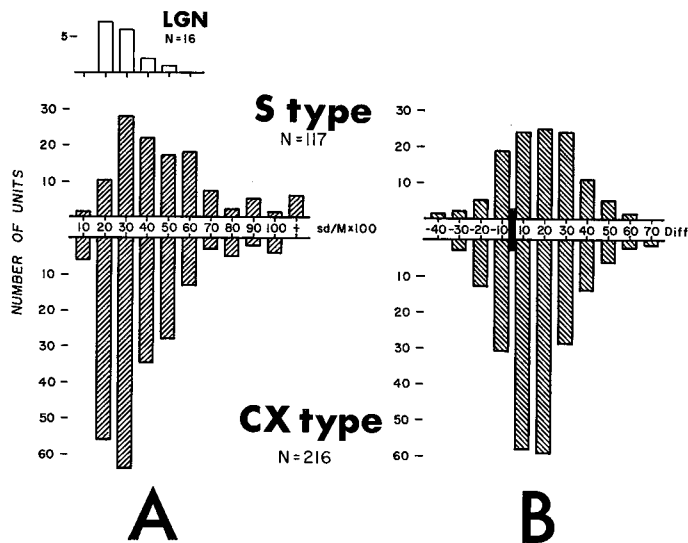 LGN
N=16
5
S type
N=117
NUMBER OF UNITS
30
20
10
10 20 30 40 50 60 70 80 90 100 + sd/M×100
10
20
30
40
50
60
30
20
10
-40 -30 -20 -10 10 20 30 40 50 60 70 Diff
10
20
30
40
50
60
CX type
N=216
A
B